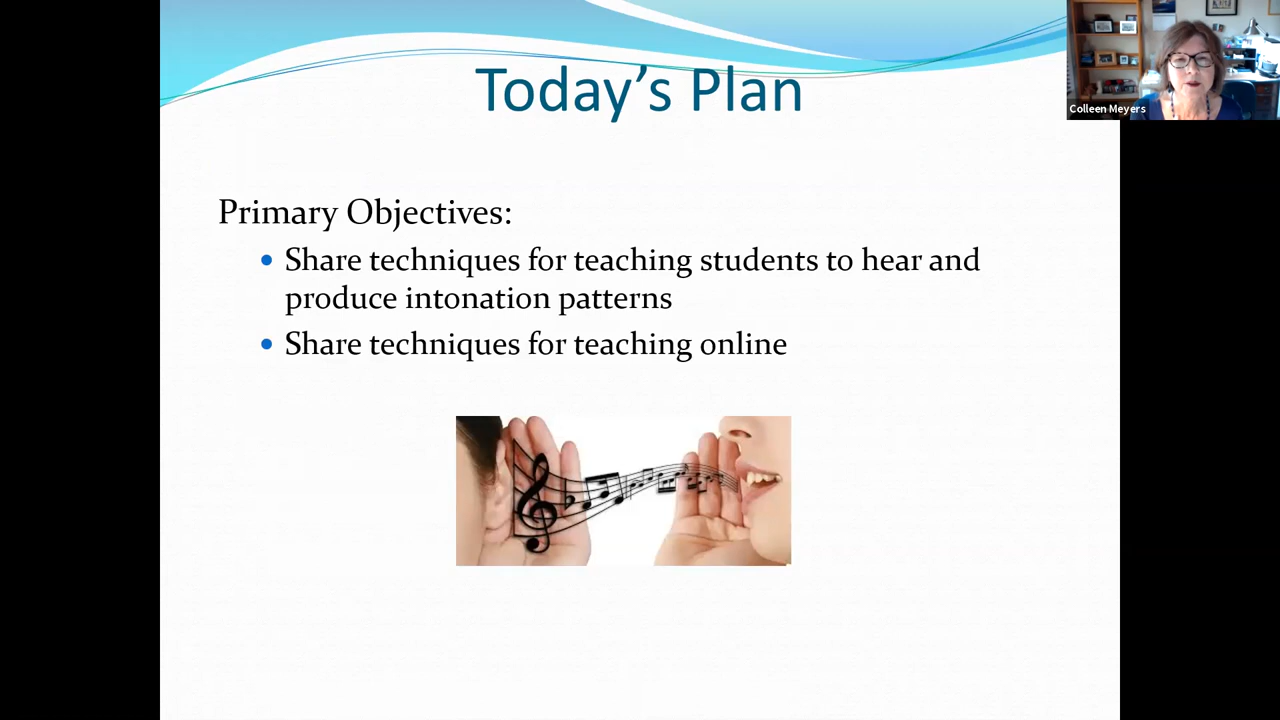 Today’s Plan
Colleen Meyers
Primary Objectives:
Share techniques for teaching students to hear and
produce intonation patterns
Share techniques for teaching online